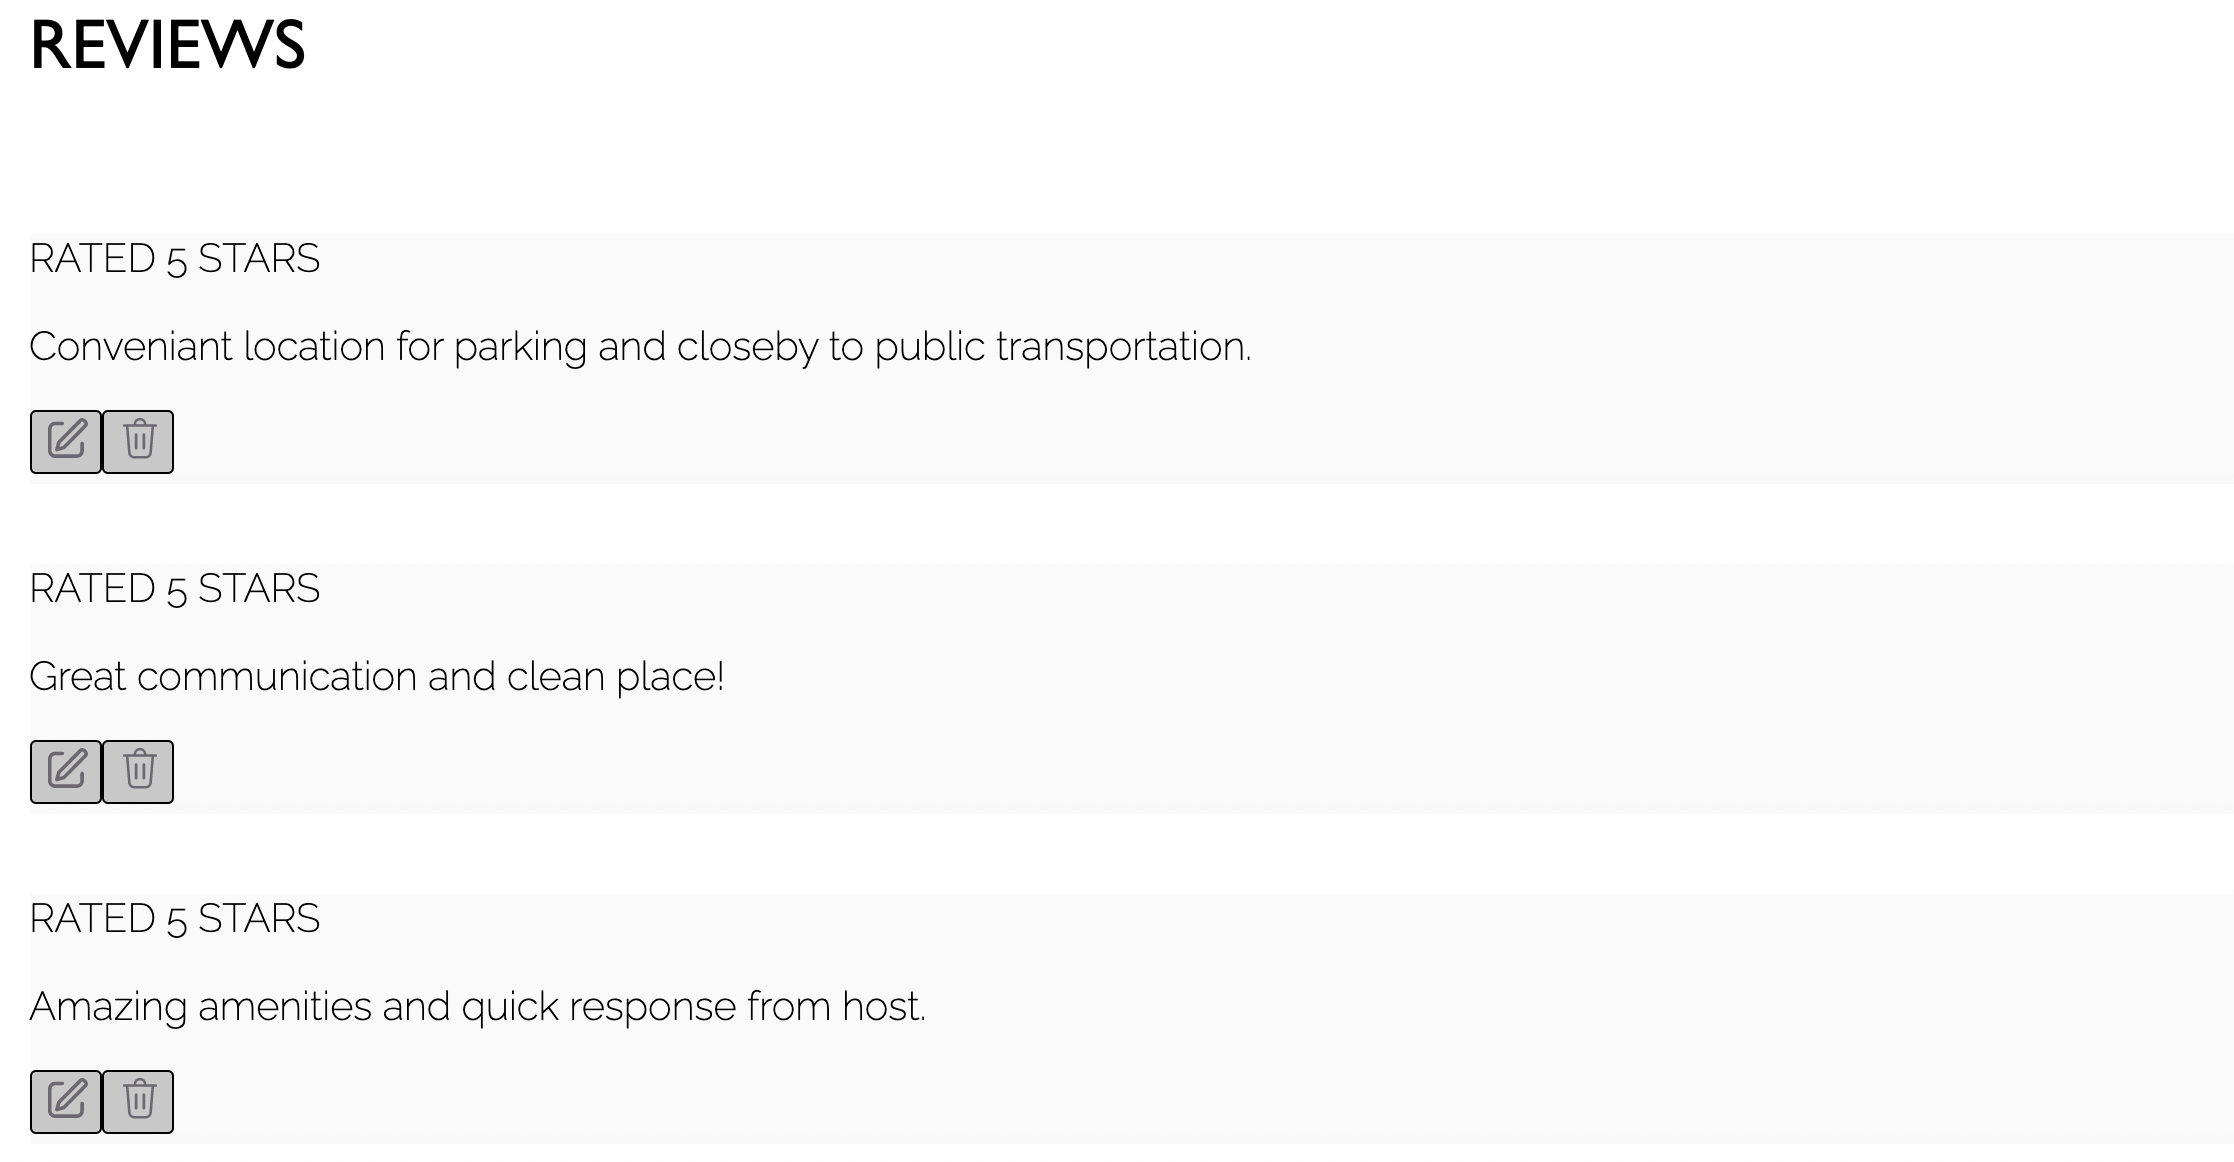 REVIEWS
RATED 5 STARS
Conveniant location for parking and closeby to public transportation.
RATED 5 STARS
Great communication and clean place!
RATED 5 STARS
Amazing amenities and quick response from host.